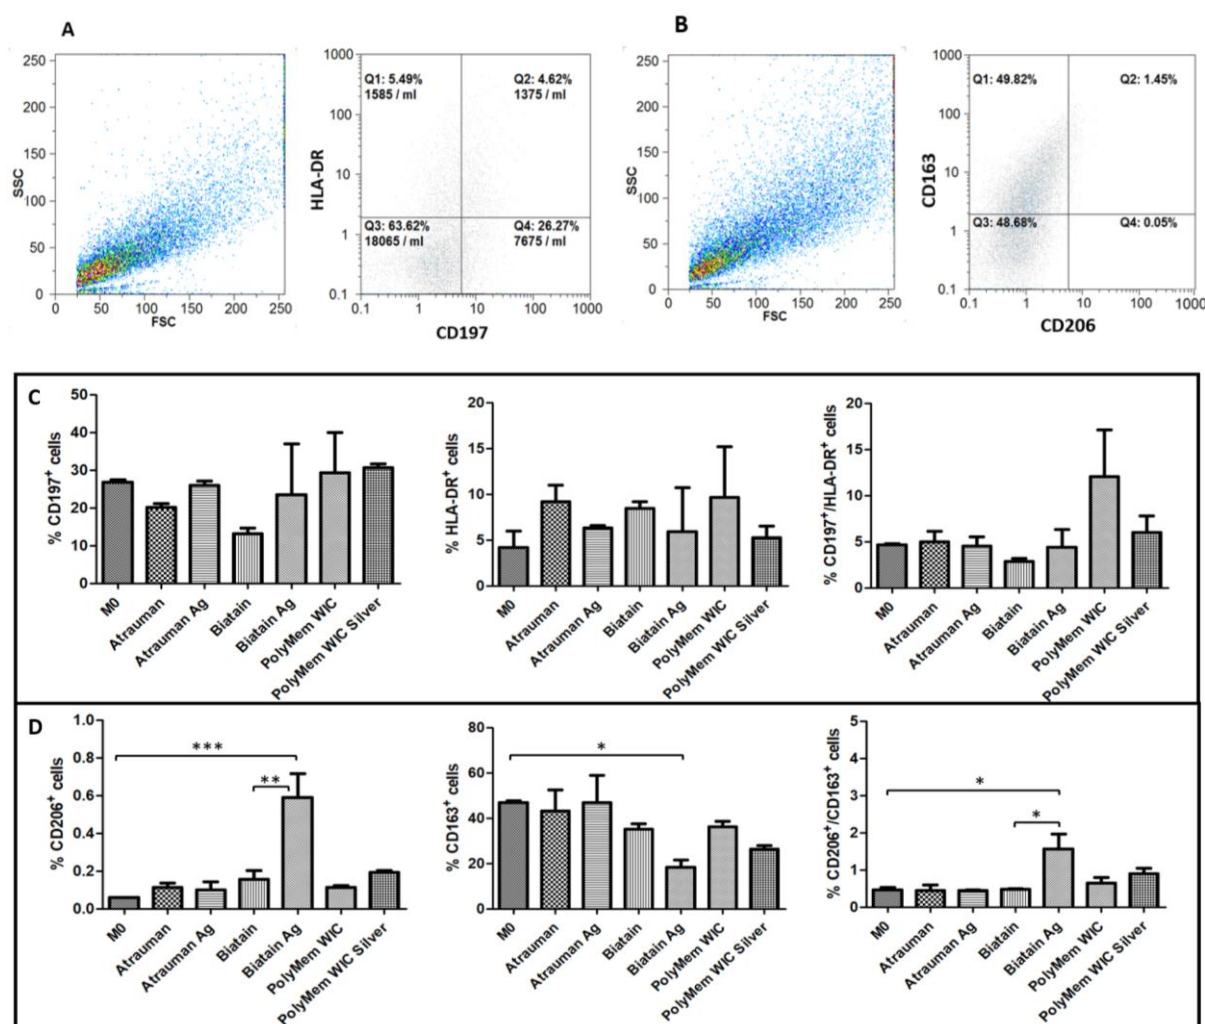 A
250
200
150
100
50
0
SSC
0 50 100 150 200 250
FSC
1000
100
10
1
0.1
HLA-DR
Q1: 5.49%
1585 / ml
Q2: 4.62%
1375 / ml
Q3: 63.62%
18065 / ml
Q4: 26.27%
7675 / ml
0.1 1 10 100 1000
CD197
B
250
200
150
100
50
0
SSC
0 50 100 150 200 250
FSC
1000
100
10
1
0.1
CD163
Q1: 49.82%
Q2: 1.45%
Q3: 48.68%
Q4: 0.05%
0.1 1 10 100 1000
CD206
C
% CD197+ cells
50
40
30
20
10
0
M0
Atrauman
Atrauman Ag
Biatain
Biatain Ag
PolyMem WIC
PolyMem WIC Silver
% HLA-DR+ cells
20
15
10
5
0
M0
Atrauman
Atrauman Ag
Biatain
Biatain Ag
PolyMem WIC
PolyMem WIC Silver
% CD197+/HLA-DR+ cells
20
15
10
5
0
M0
Atrauman
Atrauman Ag
Biatain
Biatain Ag
PolyMem WIC
PolyMem WIC Silver
D
% CD206+ cells
1.0
0.8
0.6
0.4
0.2
0.0
***
**
M0
Atrauman
Atrauman Ag
Biatain
Biatain Ag
PolyMem WIC
PolyMem WIC Silver
% CD163+ cells
80
60
40
20
0
*
M0
Atrauman
Atrauman Ag
Biatain
Biatain Ag
PolyMem WIC
PolyMem WIC Silver
% CD206+/CD163+ cells
5
4
3
2
1
0
*
*
M0
Atrauman
Atrauman Ag
Biatain
Biatain Ag
PolyMem WIC
PolyMem WIC Silver